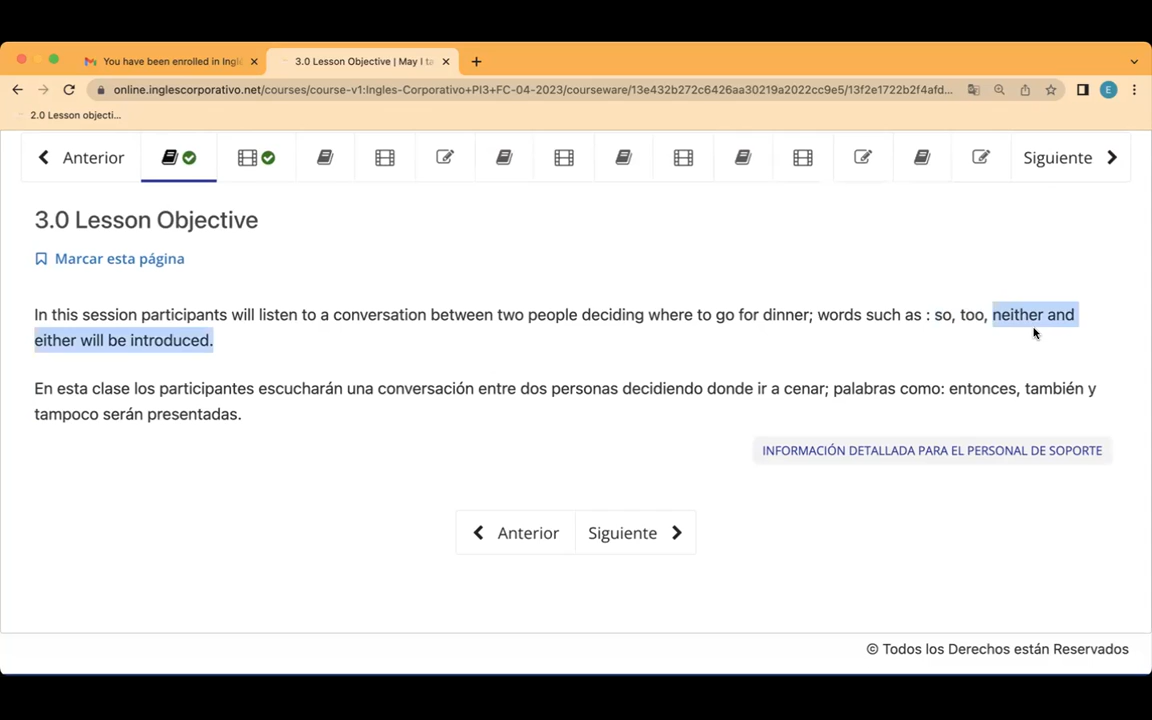 You have been enrolled in Inglé
3.0 Lesson Objective | May I ta
online.inglescorporativo.net/courses/course-v1:Ingles-Corporativo+PI3+FC-04-2023/courseware/13e432b272c6426aa30219a2022cc9e5/13f2e1722b2f4afd...
E
2.0 Lesson objecti...
Anterior
Siguiente
3.0 Lesson Objective
Marcar esta página
In this session participants will listen to a conversation between two people deciding where to go for dinner; words such as : so, too, neither and
either will be introduced.
En esta clase los participantes escucharán una conversación entre dos personas decidiendo donde ir a cenar; palabras como: entonces, también y
tampoco serán presentadas.
INFORMACIÓN DETALLADA PARA EL PERSONAL DE SOPORTE
Anterior
Siguiente
© Todos los Derechos están Reservados